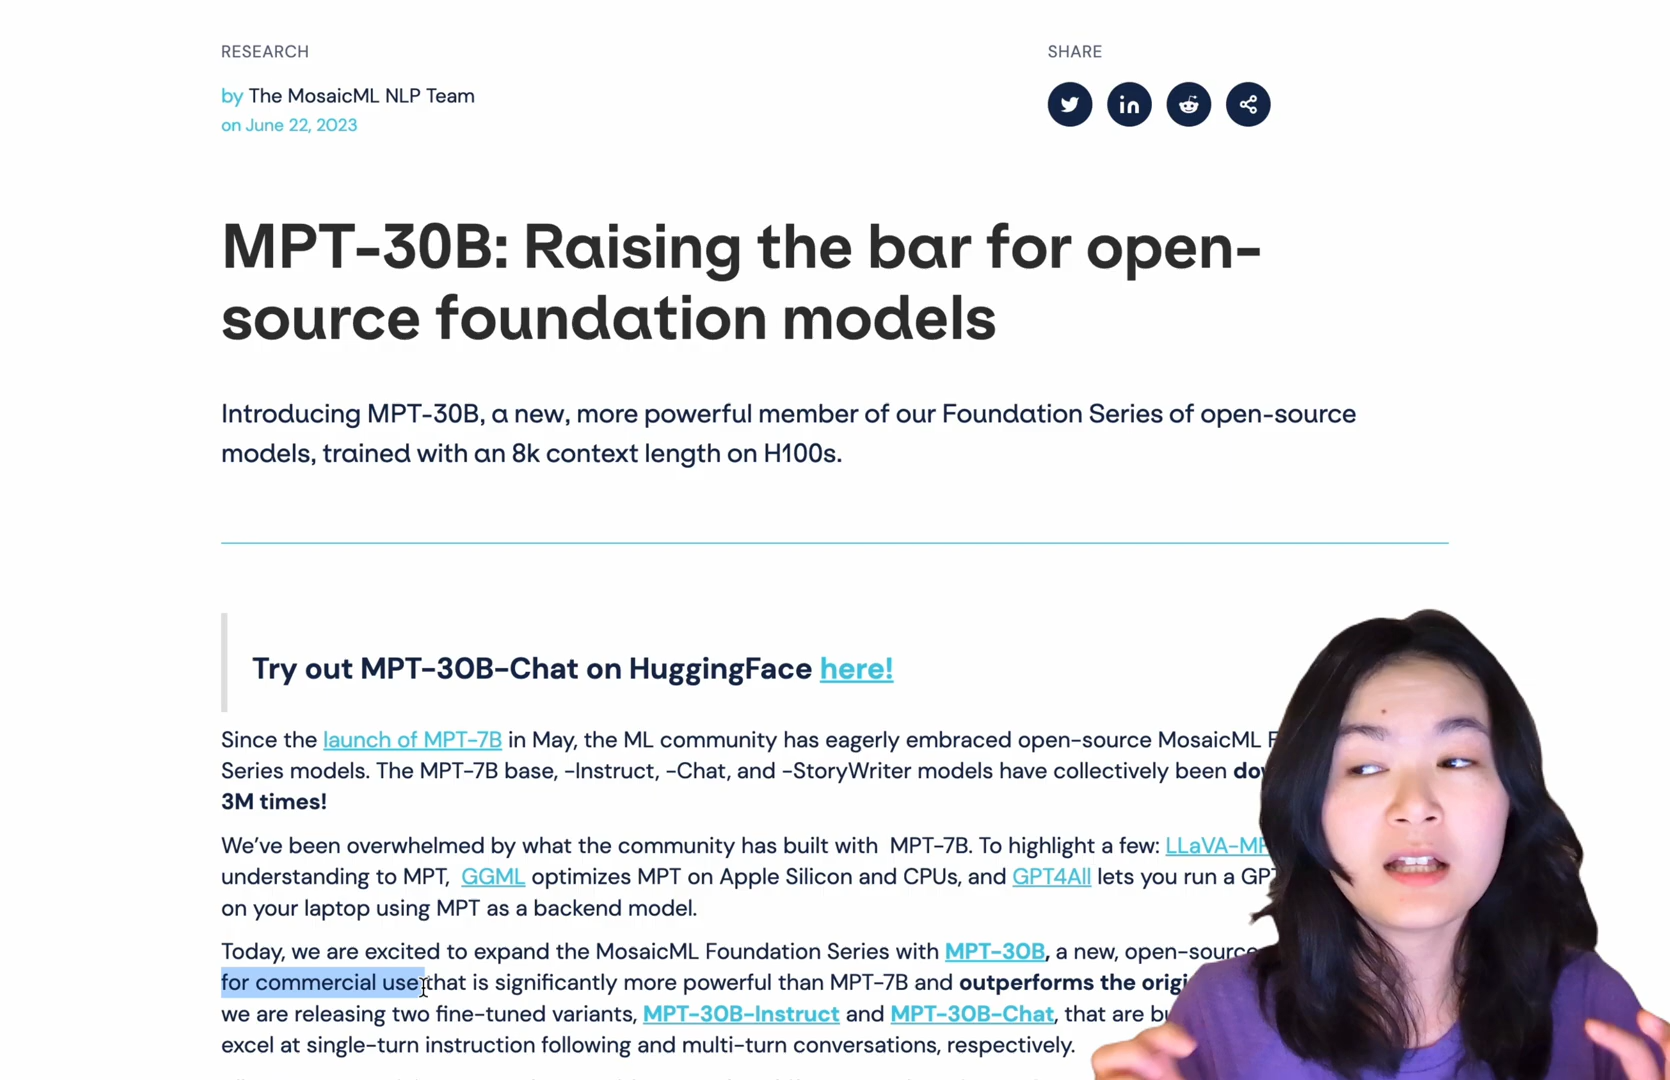 RESEARCH
SHARE
by The MosaicML NLP Team
on June 22, 2023
in
MPT-30B: Raising the bar for open-
source foundation models
Introducing MPT-30B, a new, more powerful member of our Foundation Series of open-source
models, trained with an 8k context length on H100s.
Try out MPT-30B-Chat on HuggingFace here!
Since the launch of MPT-7B in May, the ML community has eagerly embraced open-source MosaicML
Series models. The MPT-7B base, -Instruct, -Chat, and -StoryWriter models have collectively been
3M times!
We've been overwhelmed by what the community has built with MPT-7B. To highlight a few:
understanding to MPT, GGML optimizes MPT on Apple Silicon and CPUs, and GPT4All lets you run a
on your laptop using MPT as a backend model.
Today, we are excited to expand the MosaicML Foundation Series with MPT-30B, a new, open-source
for commercial use that is significantly more powerful than MPT-7B and outperforms the
we are releasing two fine-tuned variants, MPT-30B-Instruct and MPT-30B-Chat, that are
excel at single-turn instruction following and multi-turn conversations, respectively.